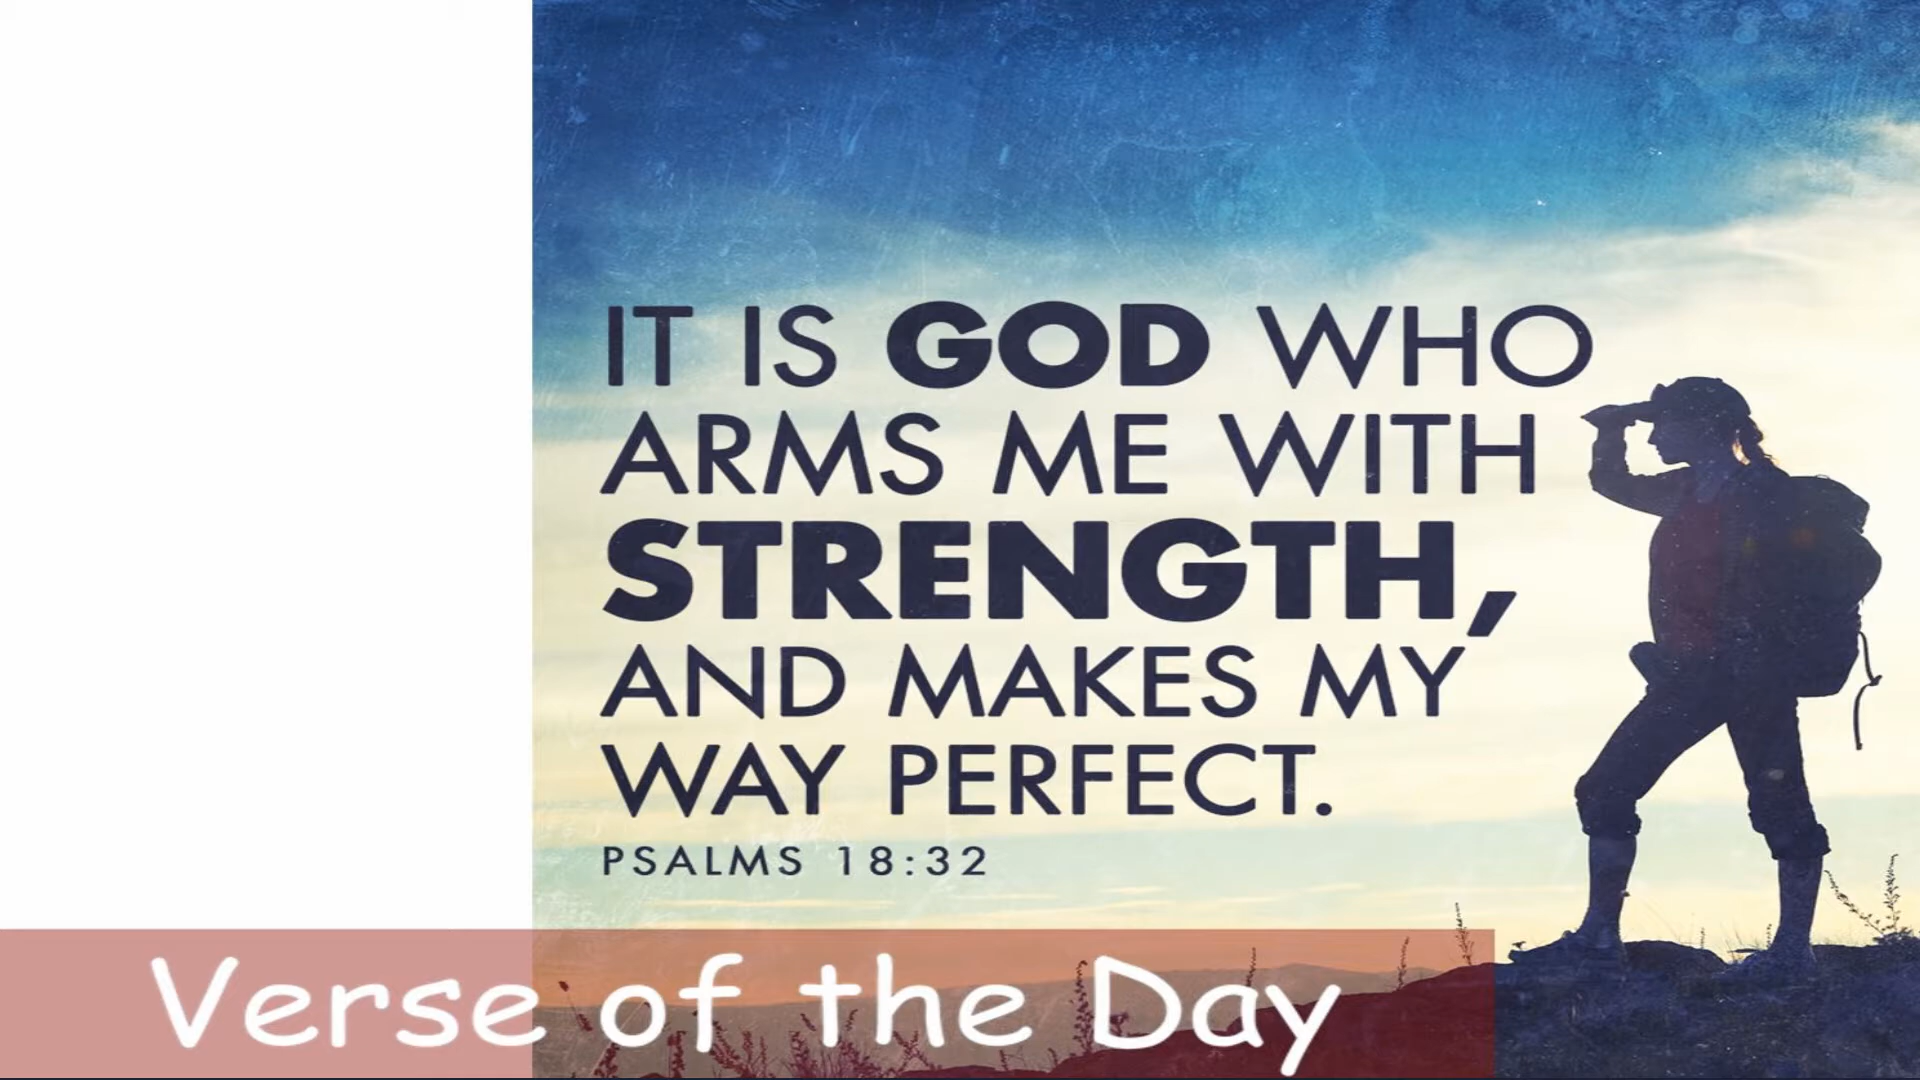 IT IS GOD WHO
ARMS ME WITH
STRENGTH,
AND MAKES MY
WAY PERFECT.
PSALMS 18:32
Verse of the Day